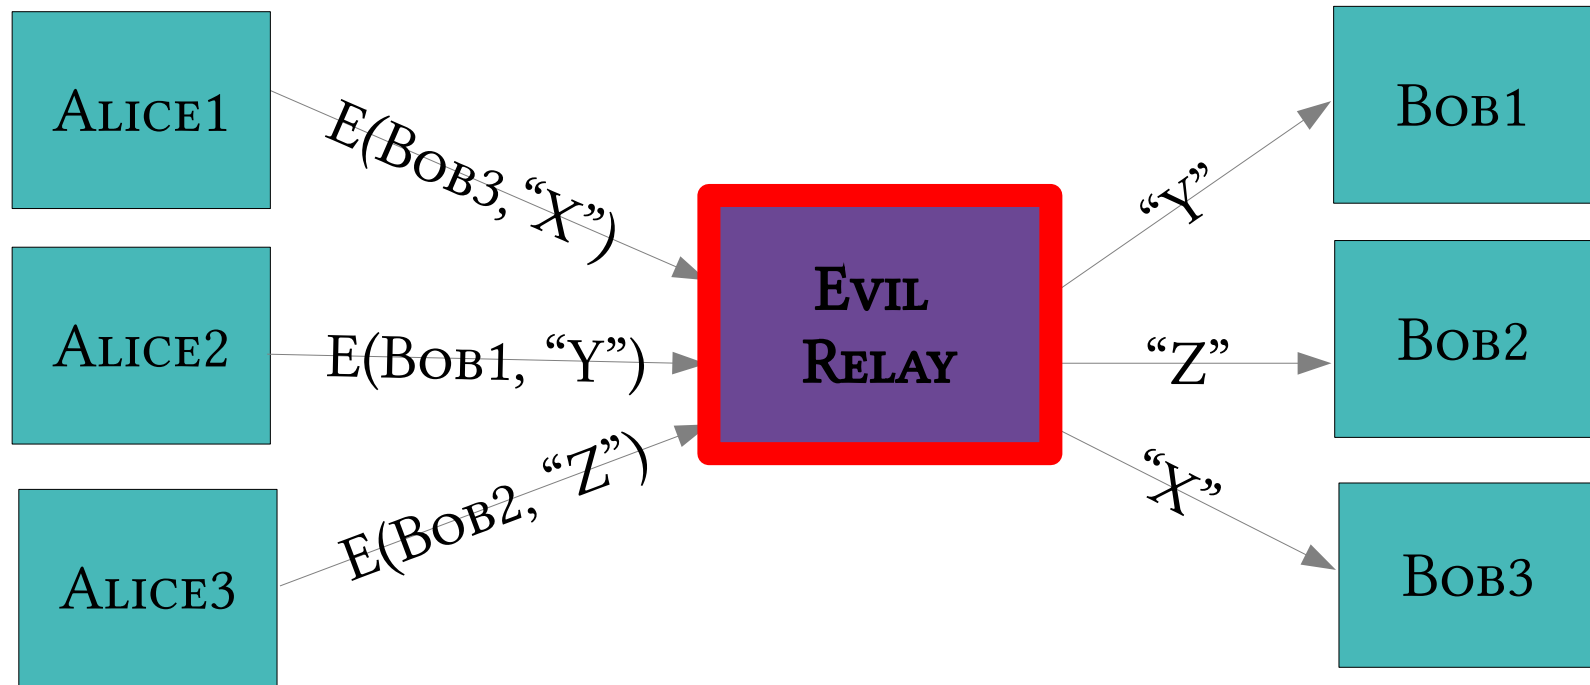 Alice1
E(Bob3, “X”)
Alice2
E(Bob1, “Y”)
Alice3
E(Bob2, “Z”)
Evil
Relay
“Y”
Bob1
“Z”
Bob2
“X”
Bob3